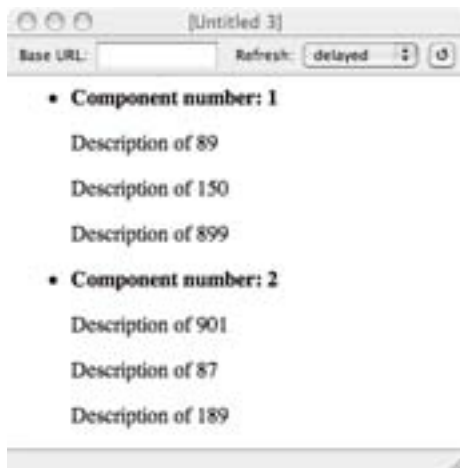 [Untitled 3]
Base URL: Refresh: delayed
• Component number: 1
Description of 89
Description of 150
Description of 899
• Component number: 2
Description of 901
Description of 87
Description of 189